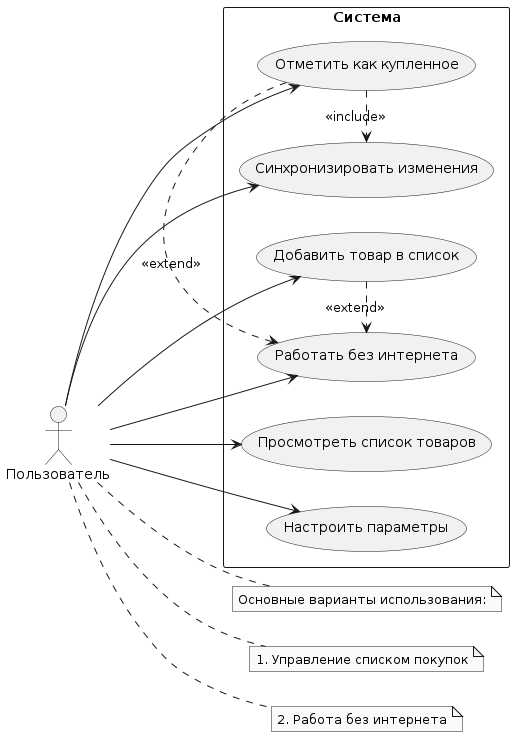 Система
Отметить как купленное
«include»
Синхронизировать изменения
Добавить товар в список
«extend»
«extend»
Работать без интернета
Просмотреть список товаров
Пользователь
Настроить параметры
Основные варианты использования:
1. Управление списком покупок
2. Работа без интернета